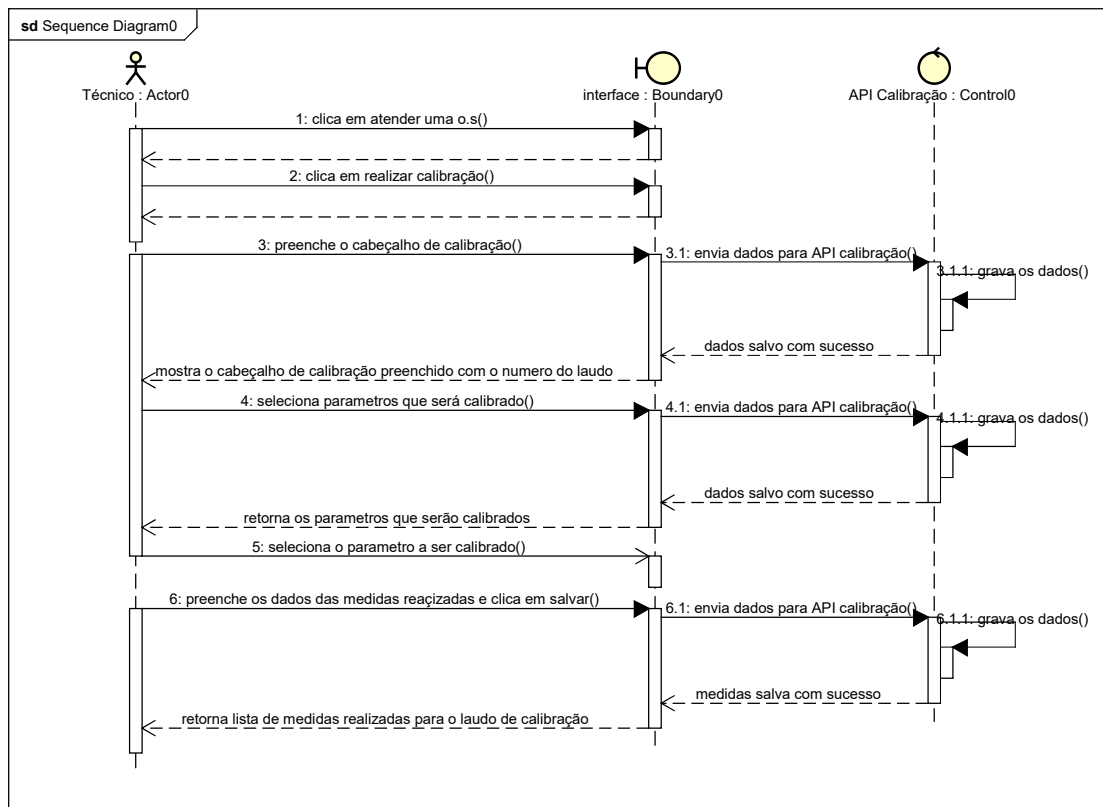 sd Sequence Diagram0
Técnico : Actor0
interface : Boundary0
API Calibração : Control0
1: clica em atender uma o.s()
2: clica em realizar calibração()
3: preenche o cabeçalho de calibração()
3.1: envia dados para API calibração()
3.1.1: grava os dados()
dados salvo com sucesso
mostra o cabeçalho de calibração preenchido com o numero do laudo
4: seleciona parametros que será calibrado()
4.1: envia dados para API calibração()
4.1.1: grava os dados()
dados salvo com sucesso
retorna os parametros que serão calibrados
5: seleciona o parametro a ser calibrado()
6: preenche os dados das medidas reaçizadas e clica em salvar()
6.1: envia dados para API calibração()
6.1.1: grava os dados()
medidas salva com sucesso
retorna lista de medidas realizadas para o laudo de calibração